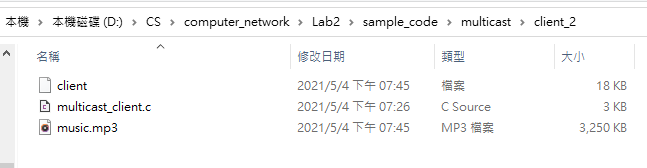 本機 > 本機磁碟 (D:) > CS > computer_network > Lab2 > sample_code > multicast > client_2
名稱 修改日期 類型 大小
client 2021/5/4 下午 07:45 檔案 18 KB
multicast_client.c 2021/5/4 下午 07:26 C Source 3 KB
music.mp3 2021/5/4 下午 07:45 MP3 檔案 3,250 KB